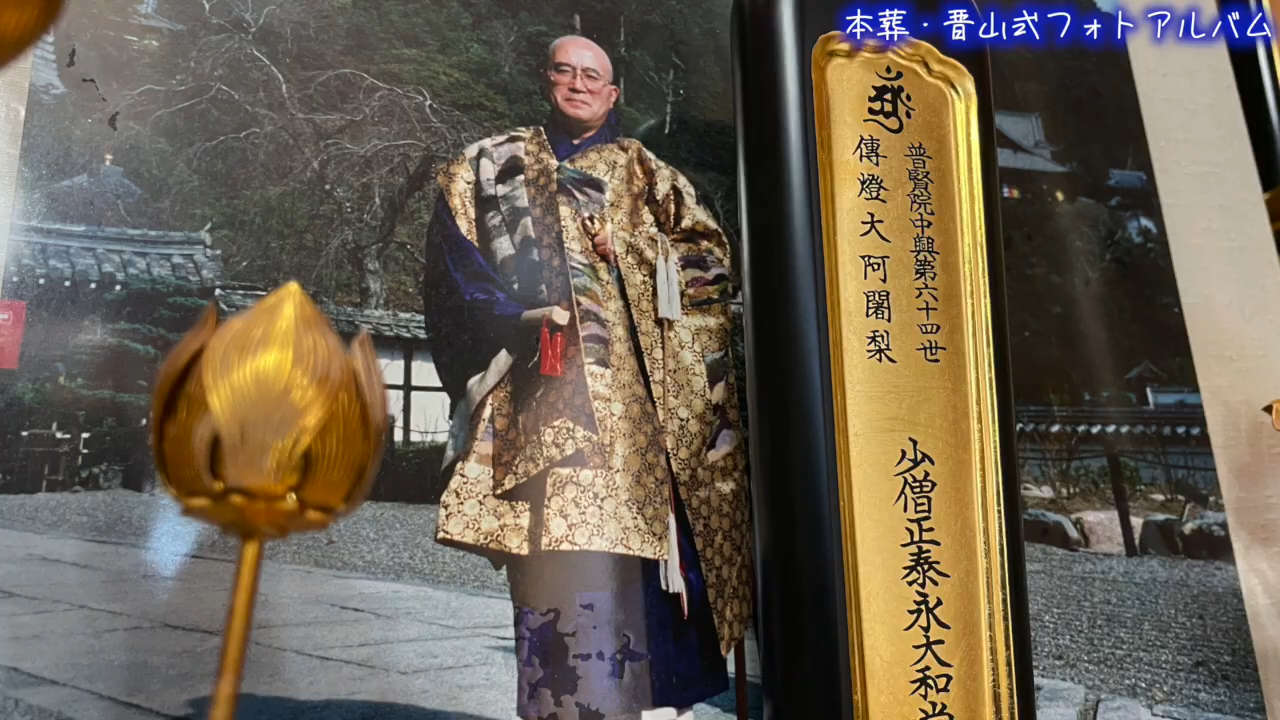 本葬・晋山式フォトアルバム
普賢院中興第六十四世
傳燈大阿闍梨
少僧正泰永大和尚